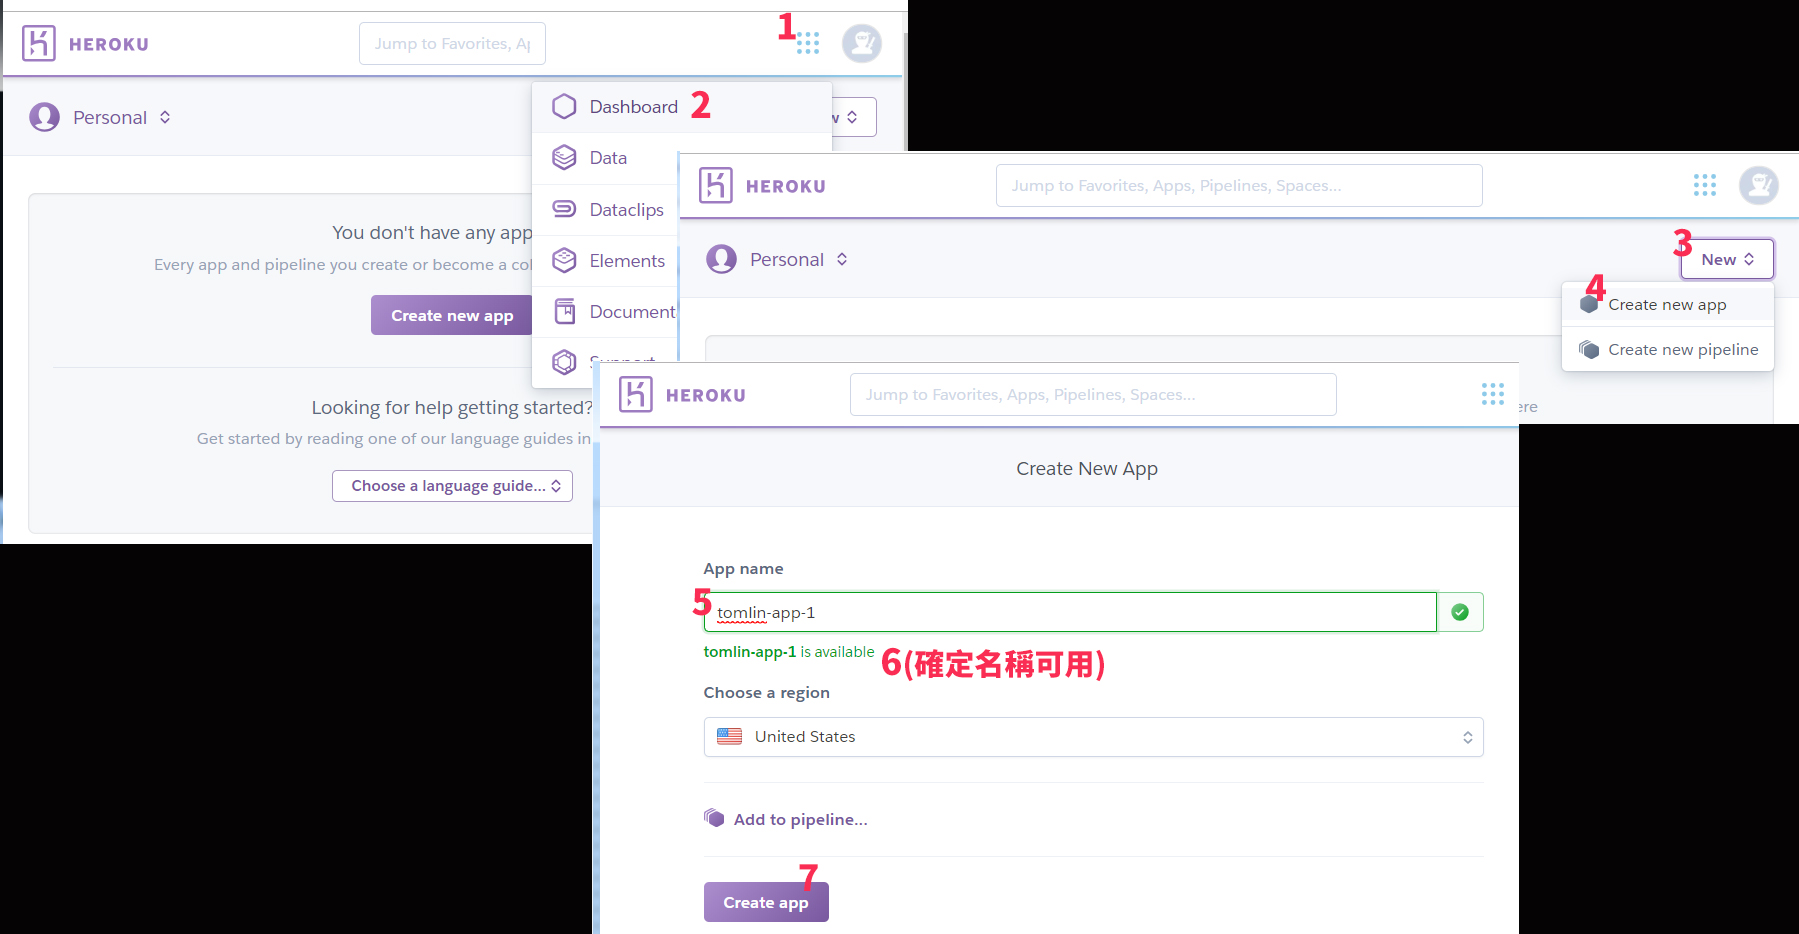 HEROKU
Jump to Favorites, Ap
1
Personal
Dashboard 2
Data
Dataclips
Elements
Document
You don't have any app
Every app and pipeline you create or become a col
Create new app
Looking for help getting started?
Get started by reading one of our language guides in
Choose a language guide...
HEROKU
Jump to Favorites, Apps, Pipelines, Spaces...
Personal
3
New
4
Create new app
Create new pipeline
ere
HEROKU
Jump to Favorites, Apps, Pipelines, Spaces...
Create New App
App name
5
tomlin-app-1
tomlin-app-1 is available
6(確定名稱可用)
Choose a region
United States
Add to pipeline...
7
Create app